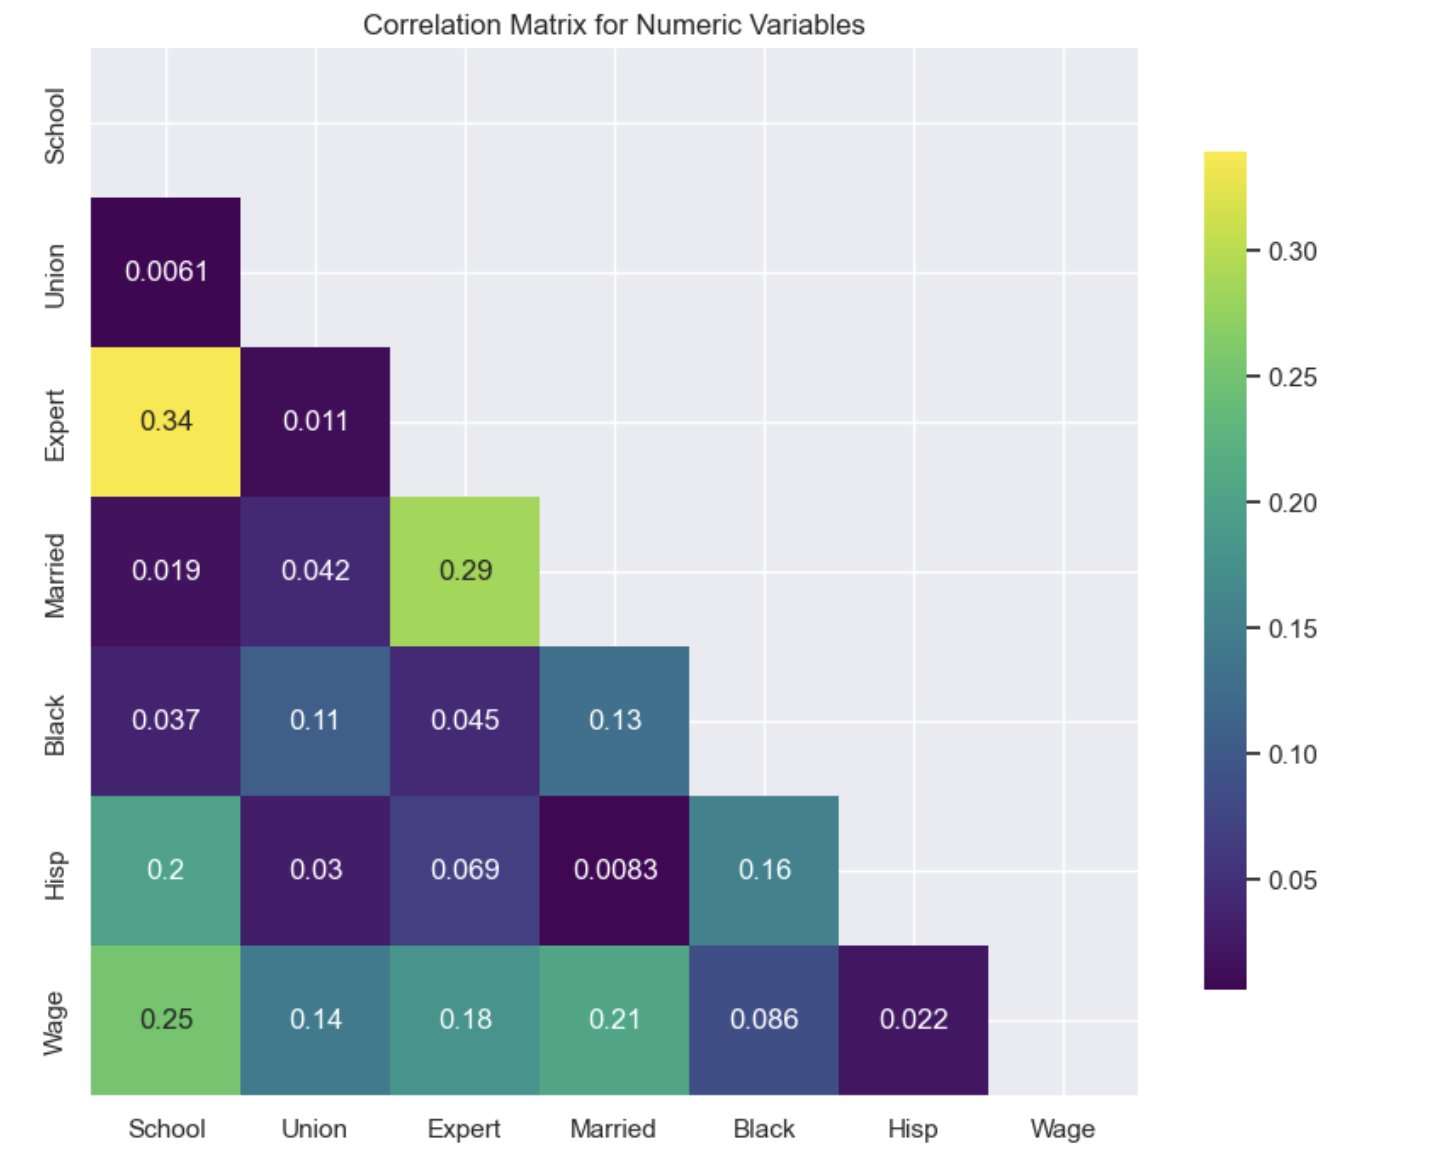 Correlation Matrix for Numeric Variables
School
Union
0.0061
0.30
Expert
0.34 0.011
0.25
Married
0.019 0.042 0.29
0.20
0.15
Black
0.037 0.11 0.045 0.13
0.10
Hisp
0.2 0.03 0.069 0.0083 0.16
0.05
Wage
0.25 0.14 0.18 0.21 0.086 0.022
School Union Expert Married Black Hisp Wage